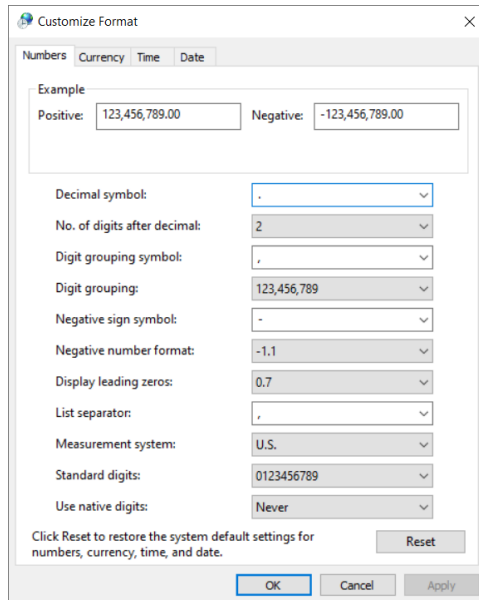 Customize Format
Numbers Currency Time Date
Example
Positive: 123,456,789.00 Negative: -123,456,789.00
Decimal symbol: .
No. of digits after decimal: 2
Digit grouping symbol: ,
Digit grouping: 123,456,789
Negative sign symbol: -
Negative number format: -1.1
Display leading zeros: 0.7
List separator: ,
Measurement system: U.S.
Standard digits: 0123456789
Use native digits: Never
Click Reset to restore the system default settings for
numbers, currency, time, and date.
Reset
OK Cancel Apply